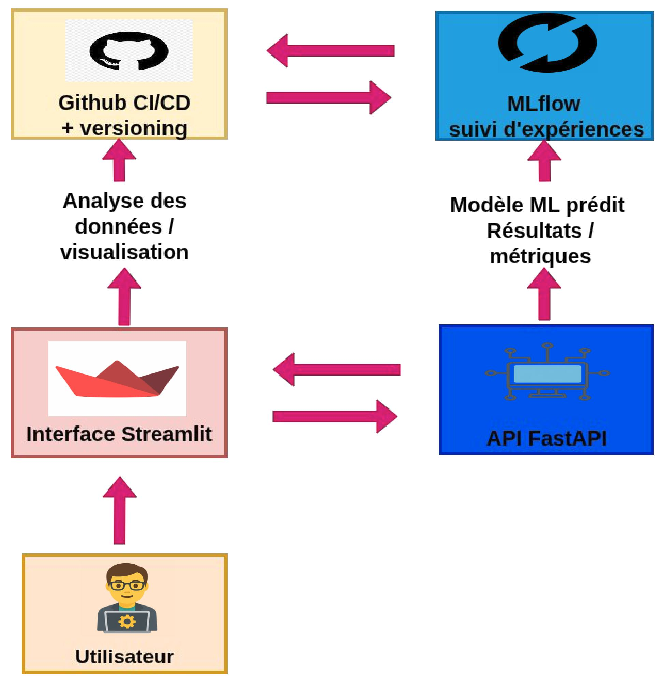 Github CI/CD
+ versioning
MLflow
suivi d'expériences
Analyse des
données /
visualisation
Modèle ML prédit
Résultats /
métriques
Interface Streamlit
API FastAPI
Utilisateur